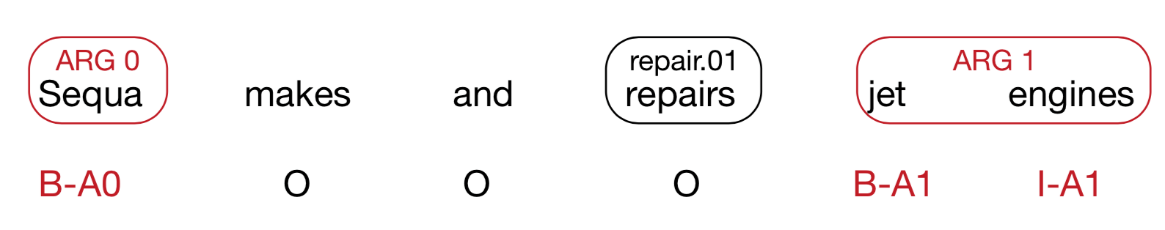 ARG 0 repair.01 ARG 1
Sequa makes and repairs jet engines
B-A0 O O O B-A1 I-A1